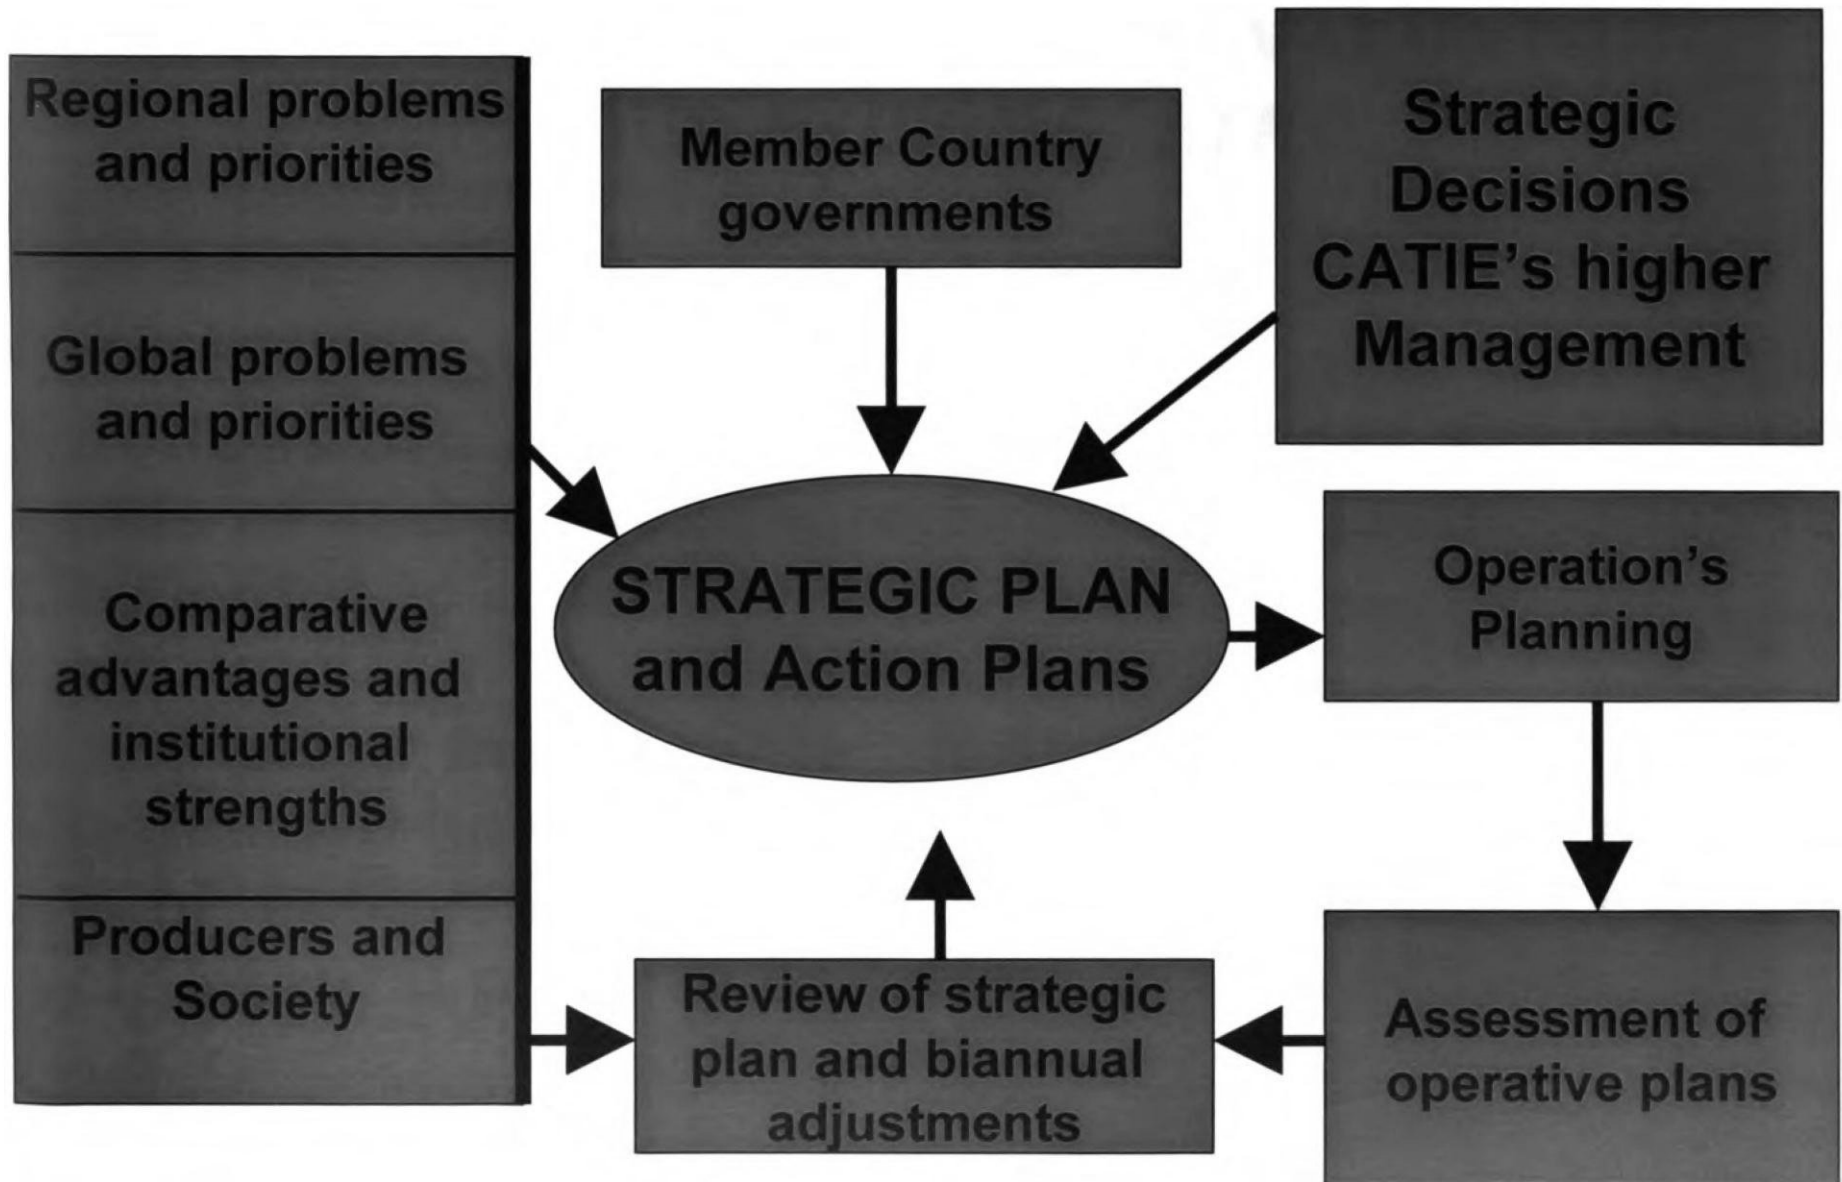 Regional problems
and priorities
Global problems
and priorities
Comparative
advantages and
institutional
strengths
Producers and
Society
Member Country
governments
Strategic
Decisions
CATIE's higher
Management
STRATEGIC PLAN
and Action Plans
Operation's
Planning
Assessment of
operative plans
Review of strategic
plan and biannual
adjustments